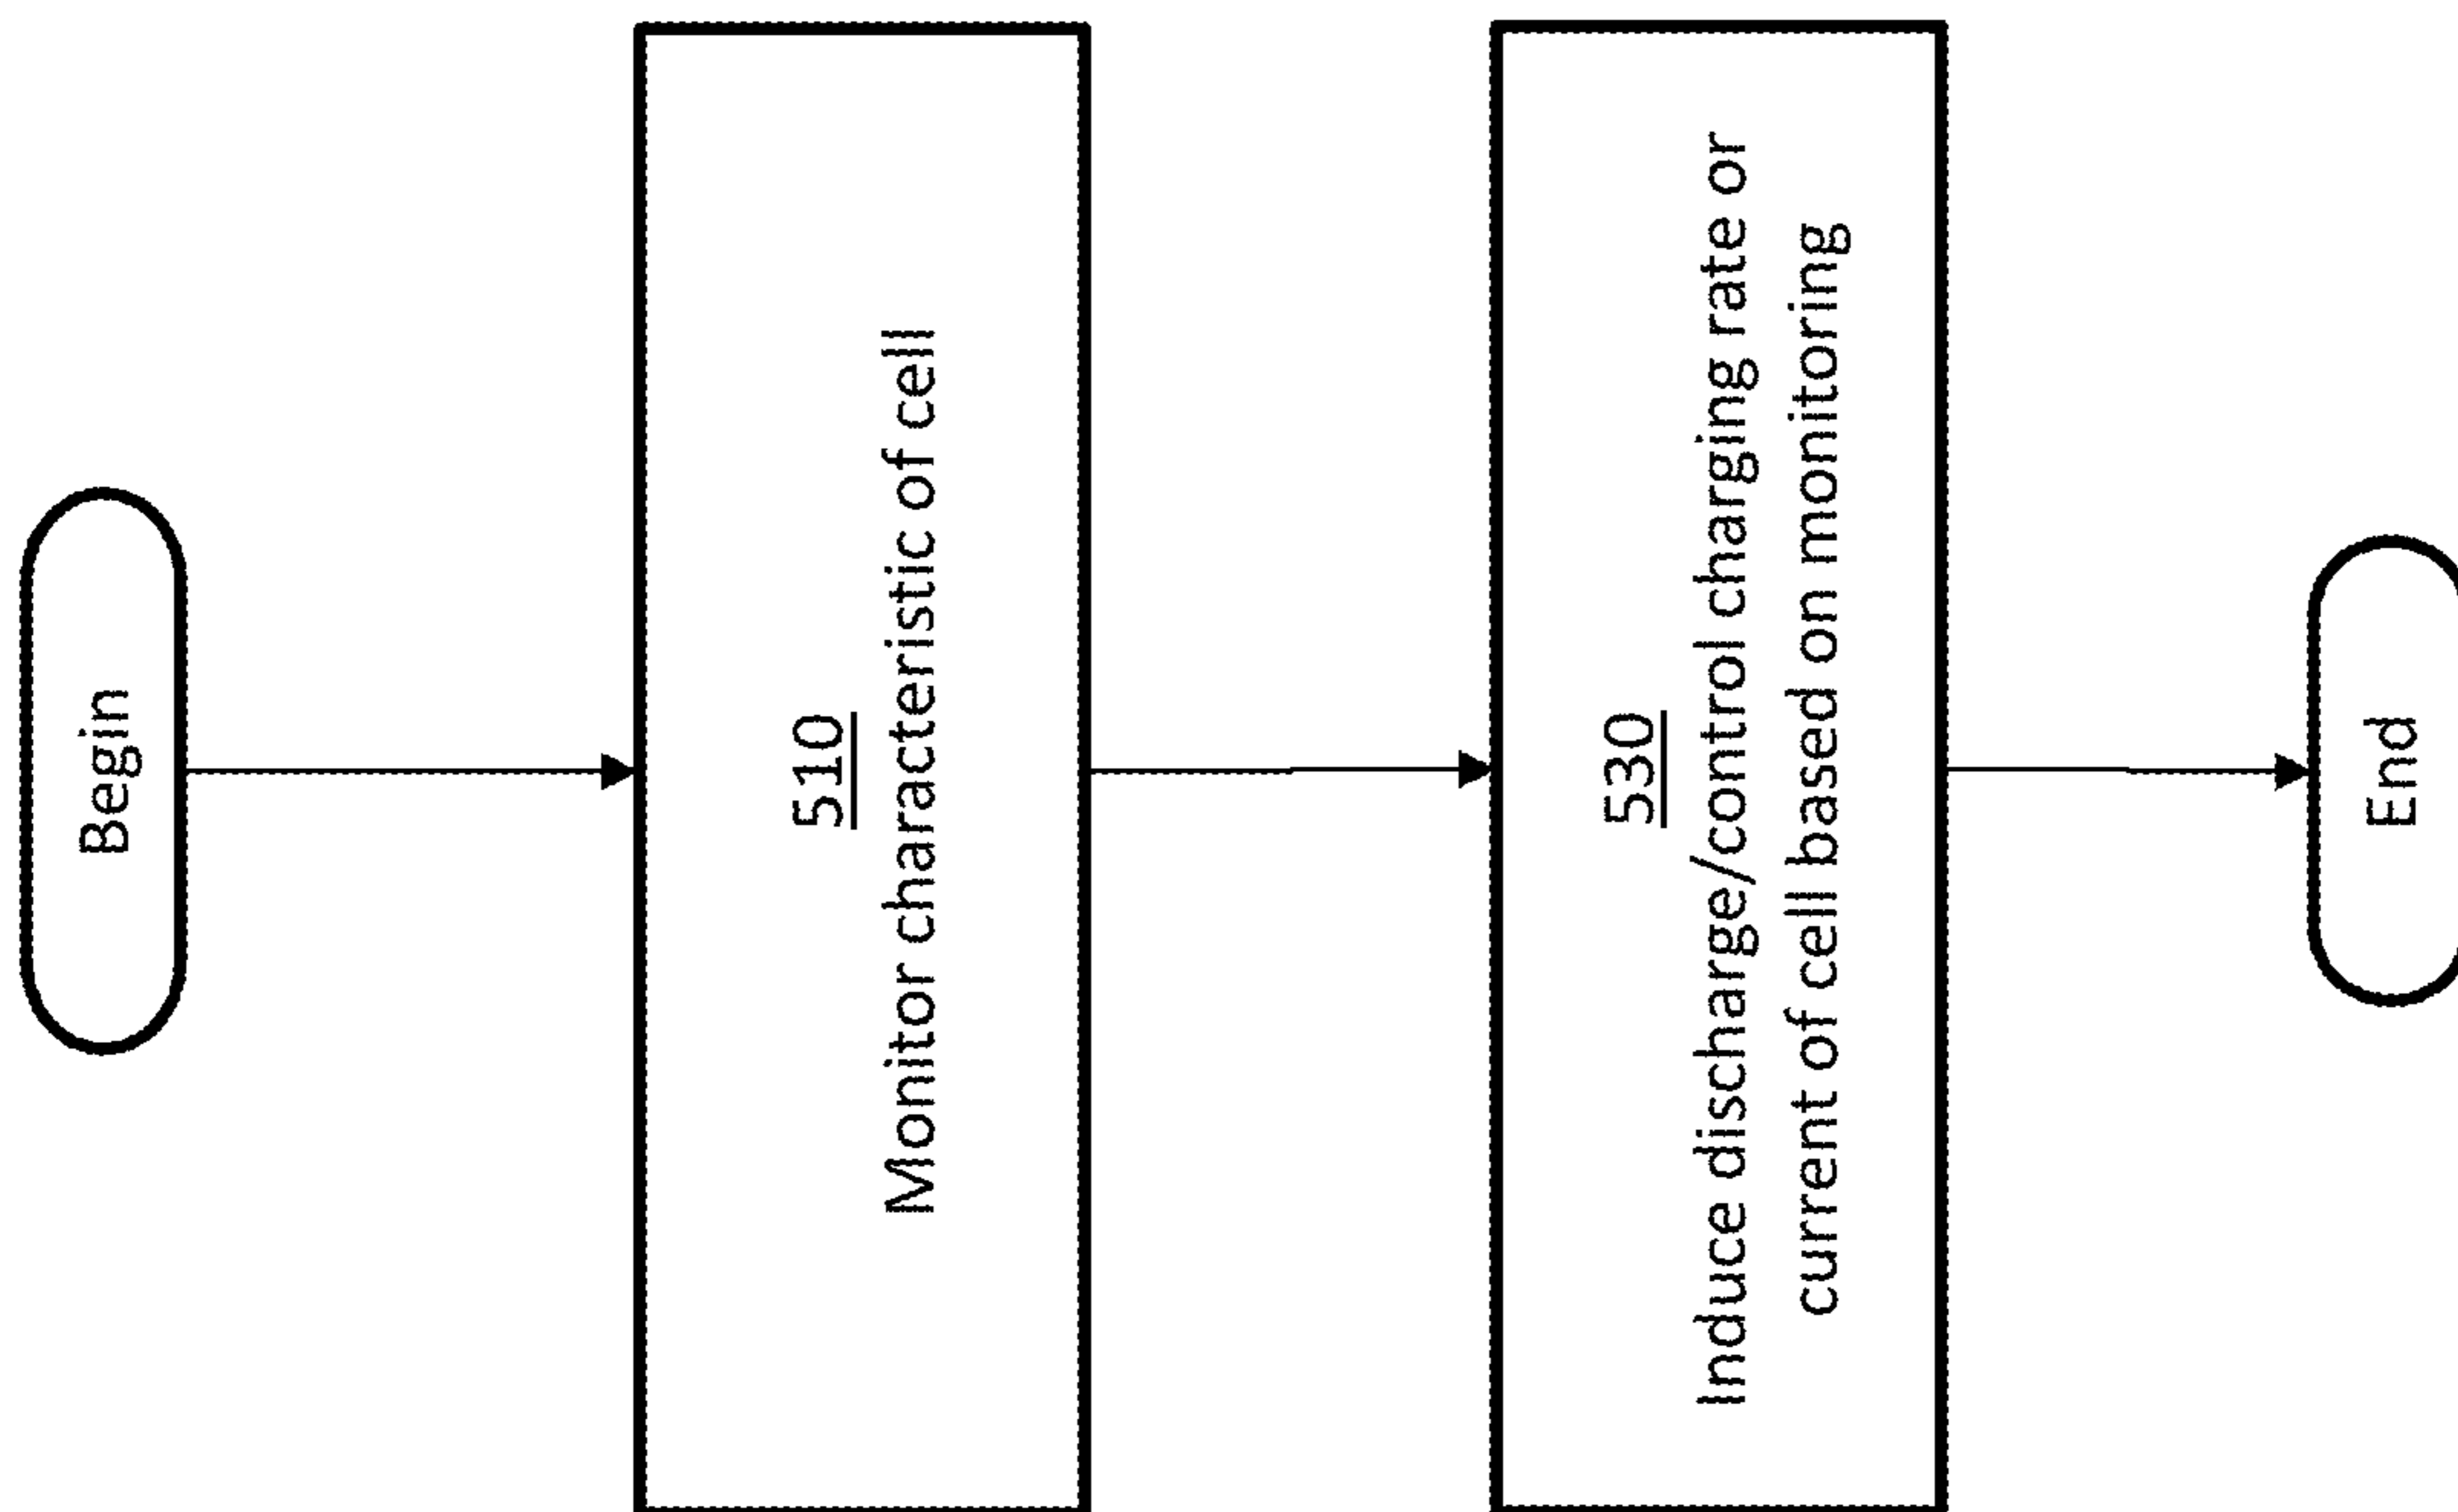 Begin
510
Monitor characteristic of cell
530
Induce discharge/control charging rate or
current of cell based on monitoring
End